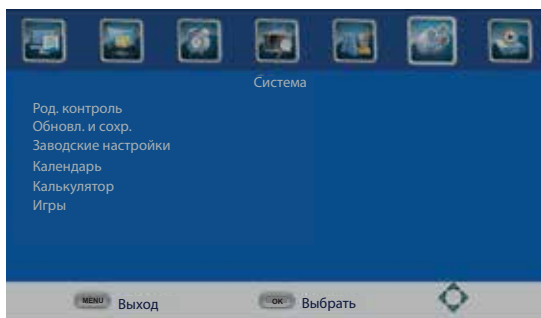 Система
Род. контроль
Обновл. и сохр.
Заводские настройки
Календарь
Калькулятор
Игры
MENU Выход
OK Выбрать